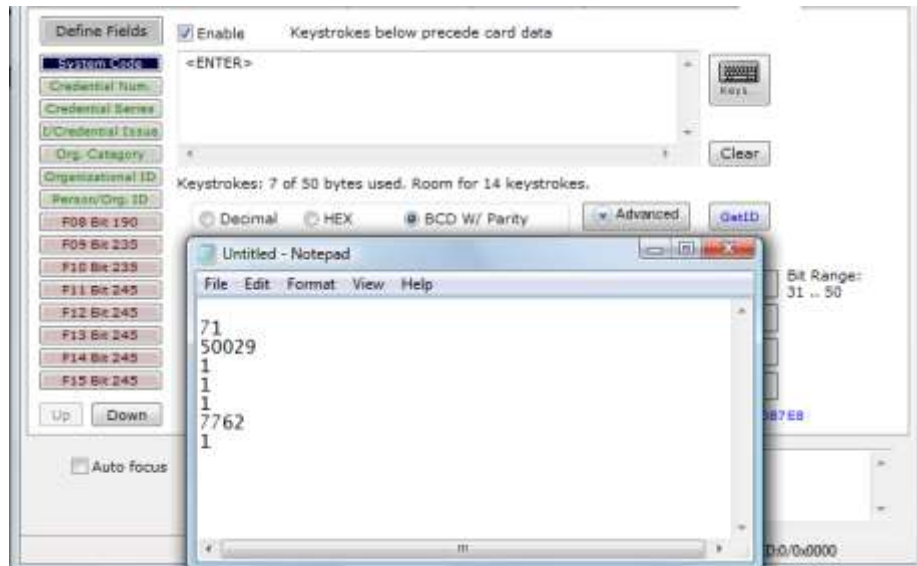 Define Fields
Enable
Keystrokes below precede card data
System Code
<ENTER>
Credential Num.
Keys
Credential Series
I/Credential Issue
Org. Category
Clear
Organizational ID
Keystrokes: 7 of 50 bytes used. Room for 14 keystrokes.
Person/Org. ID
Decimal
HEX
BCD W/ Parity
Advanced
GetID
F08 Bit 190
F09 Bit 235
F10 Bit 235
F11 Bit 245
F12 Bit 245
F13 Bit 245
F14 Bit 245
F15 Bit 245
Up
Down
Auto focus
Untitled - Notepad
File Edit Format View Help
71
50029
1
1
1
7762
1
Bit Range:
31 .. 50
87E8
D:0/0x0000